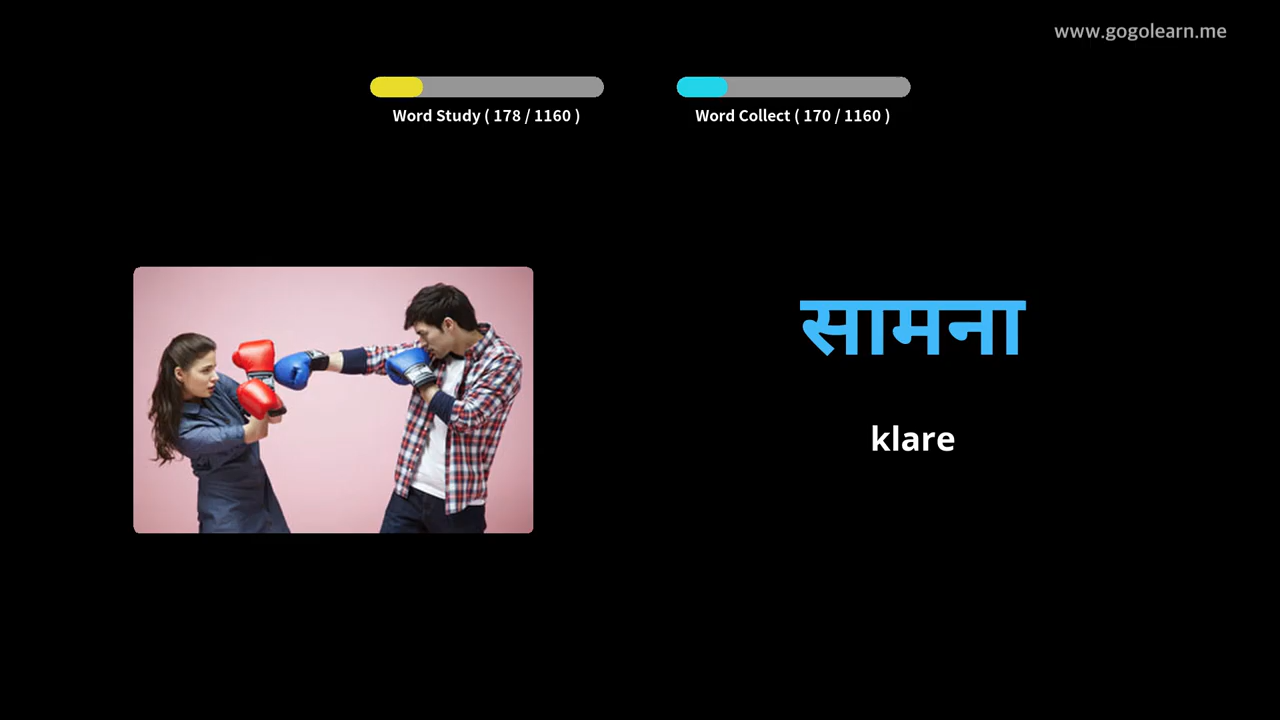 www.gogolearn.me
Word Study ( 178 / 1160 )
Word Collect ( 170 / 1160 )
सामना
klare